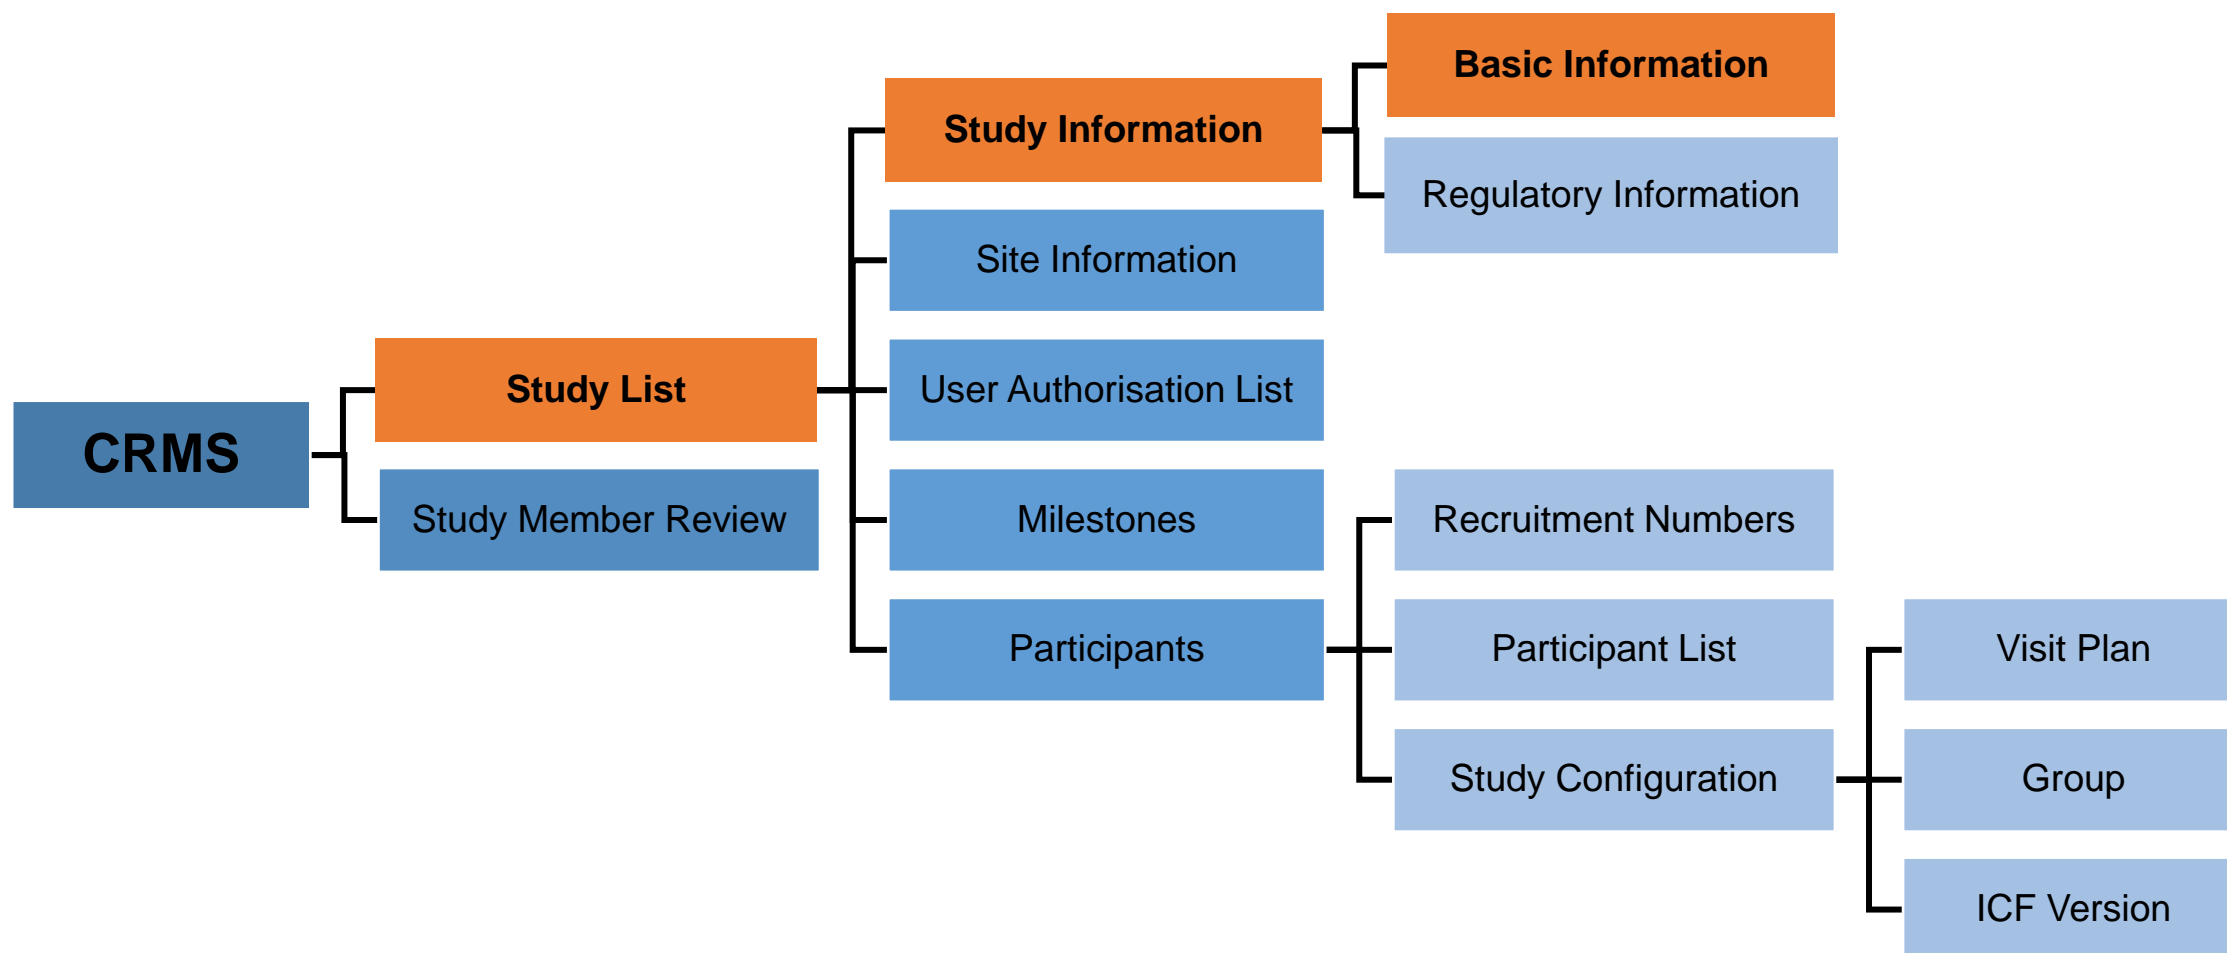 CRMS
Study List
Study Member Review
Study Information
Site Information
User Authorisation List
Milestones
Participants
Basic Information
Regulatory Information
Recruitment Numbers
Participant List
Study Configuration
Visit Plan
Group
ICF Version